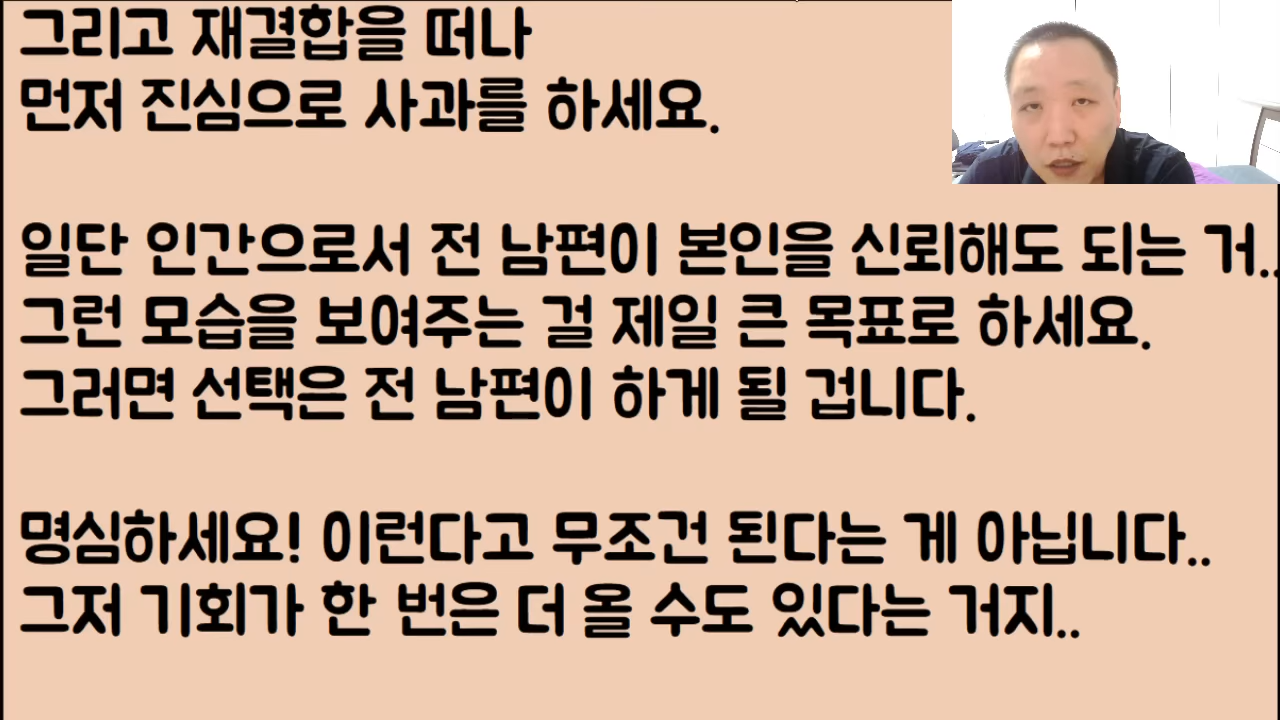 그리고 재결합을 떠나
먼저 진심으로 사과를 하세요.
일단 인간으로서 전 남편이 본인을 신뢰해도 되는 거..
그런 모습을 보여주는 걸 제일 큰 목표로 하세요.
그러면 선택은 전 남편이 하게 될 겁니다.
명심하세요! 이런다고 무조건 된다는 게 아닙니다..
그저 기회가 한 번은 더 올 수도 있다는 거지..